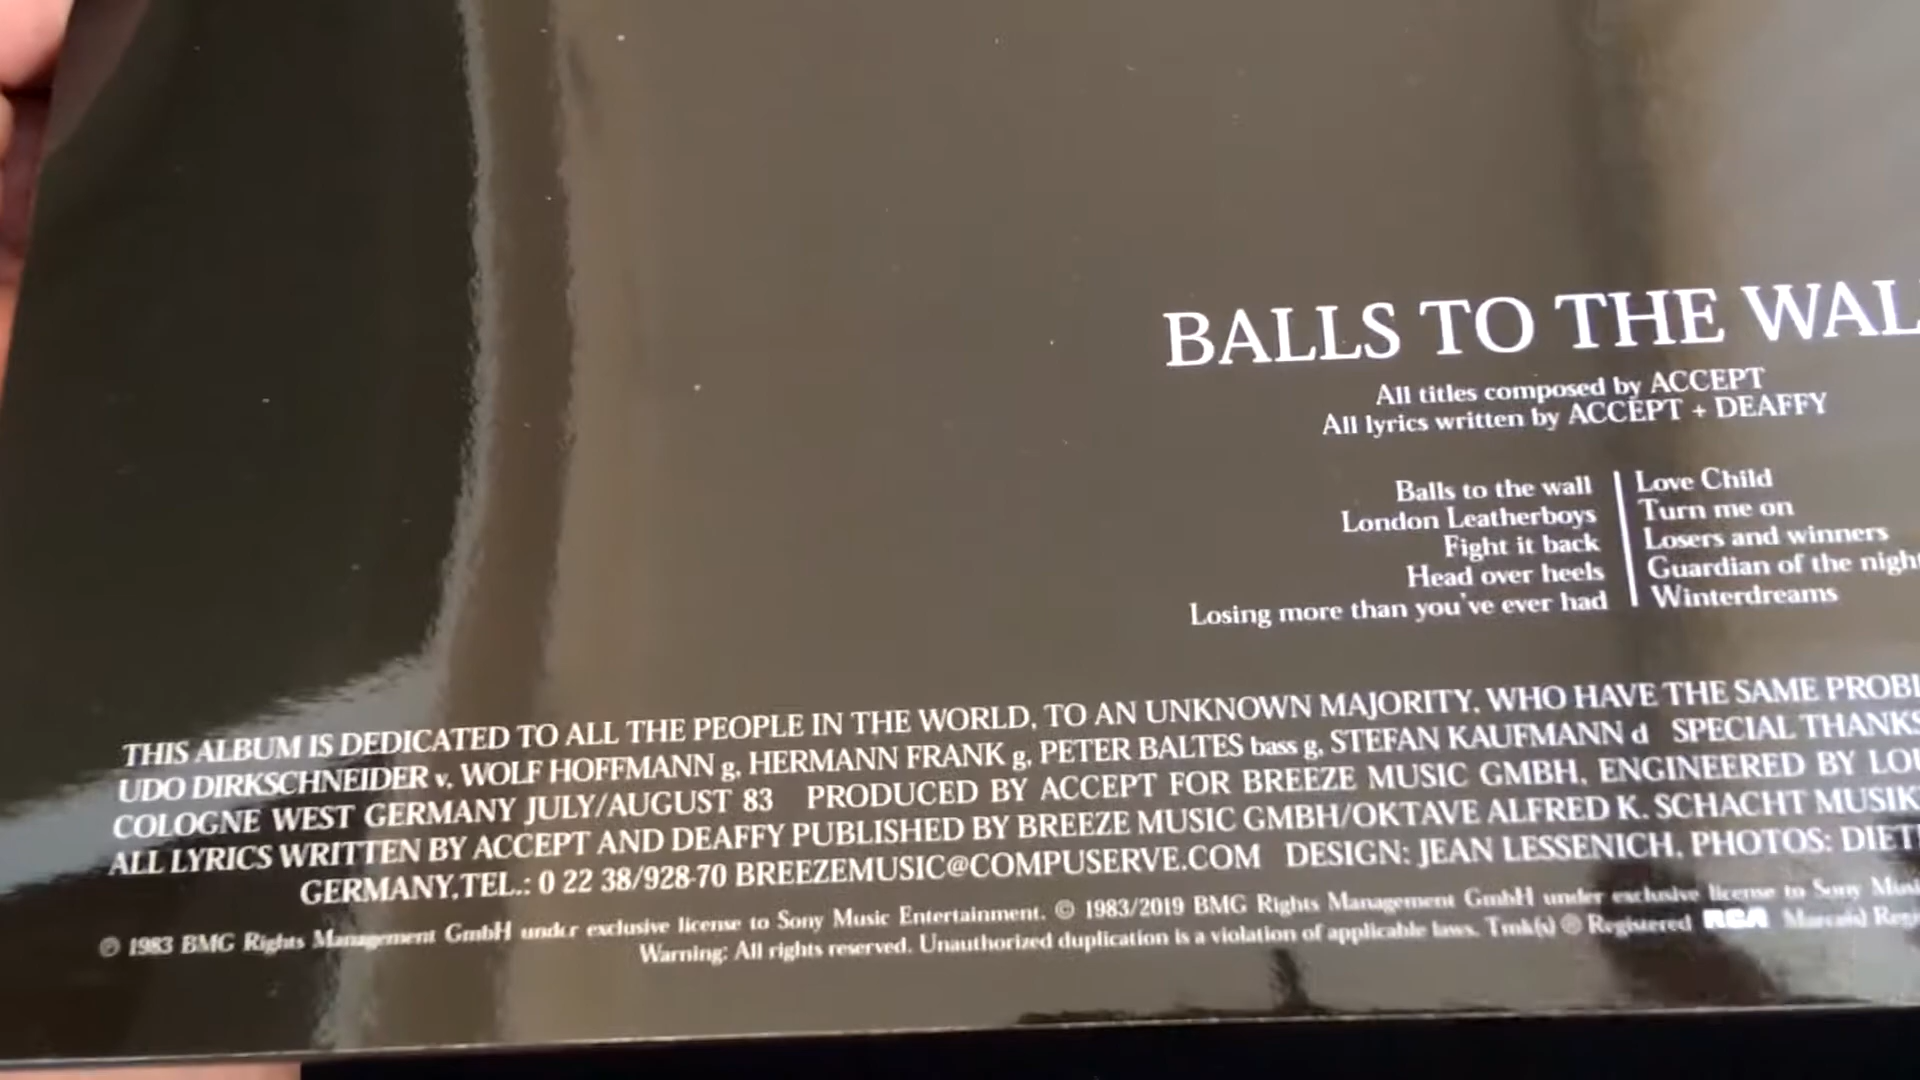 BALLS TO THE WAL
All titles composed by ACCEPT
All lyrics written by ACCEPT + DEAFFY
Balls to the wall
London Leatherboys
Fight it back
Head over heels
Losing more than you've ever had
Love Child
Turn me on
Losers and winners
Guardian of the night
Winterdreams
THIS ALBUM IS DEDICATED TO ALL THE PEOPLE IN THE WORLD, TO AN UNKNOWN MAJORITY, WHO HAVE THE SAME
UDO DIRKSCHNEIDER v, WOLF HOFFMANN g, HERMANN FRANK g, PETER BALTES bass g, STEFAN KAUFMANN d SPECIAL THANKS
COLOGNE WEST GERMANY JULY/AUGUST 83 PRODUCED BY ACCEPT FOR BREEZE MUSIC GMBH, ENGINEERED BY
ALL LYRICS WRITTEN BY ACCEPT AND DEAFFY PUBLISHED BY BREEZE MUSIC GMBH/OKTAVE ALFRED K. SCHACHT
GERMANY,TEL.: 0 22 38/928-70 BREEZEMUSIC@COMPUSERVE.COM DESIGN: JEAN LESSENICH, PHOTOS:
℗ 1983 BMG Rights Management GmbH under exclusive license to Sony Music Entertainment. © 1983/2019 BMG Rights Management GmbH under exclusive license to Sony
Warning: All rights reserved. Unauthorized duplication is a violation of applicable laws. Tmk(s) ® Registered RCA Marca(s)